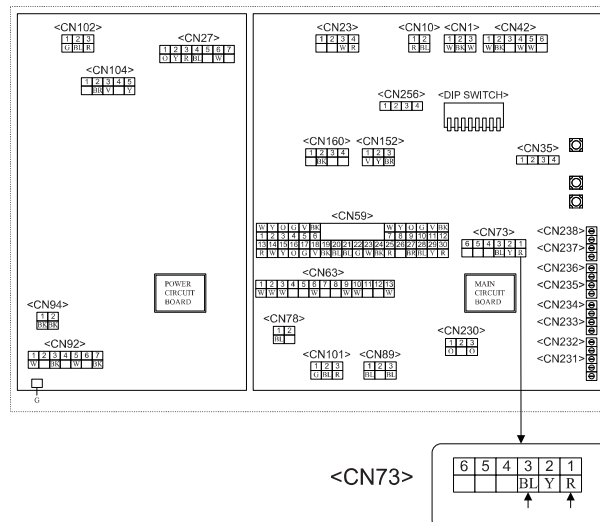 <CN102>
1 2 3
G BL R
<CN27>
1 2 3 4 5 6 7
O Y R BL W
<CN104>
1 2 3 4 5
BR V Y
<CN23>
1 2 3 4
W R
<CN10>
1 2
R BL
<CN1>
1 2 3
W BK W
<CN42>
1 2 3 4 5 6
W BK W W
<CN256>
1 2 3 4
<DIP SWITCH>
<CN160>
1 2 3 4
BK
<CN152>
1 2 3
V Y BR
<CN35>
1 2 3 4
<CN59>
W Y O G V BK W Y O G V BK
1 2 3 4 5 6 7 8 9 10 11 12
13 14 15 16 17 18 19 20 21 22 23 24 25 26 27 28 29 30
R W Y O G V BK BL BL G W BK R BR BL Y R
<CN73>
6 5 4 3 2 1
BL Y R
<CN63>
1 2 3 4 5 6 7 8 9 10 11 12 13
W W W W W W W
POWER
CIRCUIT
BOARD
MAIN
CIRCUIT
BOARD
<CN238>
<CN237>
<CN236>
<CN235>
<CN234>
<CN233>
<CN232>
<CN231>
<CN94>
1 2
BK BK
<CN92>
1 2 3 4 5 6 7
W BK W BK
G
<CN78>
1 2
BL
<CN230>
1 2 3
O O
<CN101>
1 2 3
G BL R
<CN89>
1 2 3
BL BL
<CN73>
6 5 4 3 2 1
BL Y R